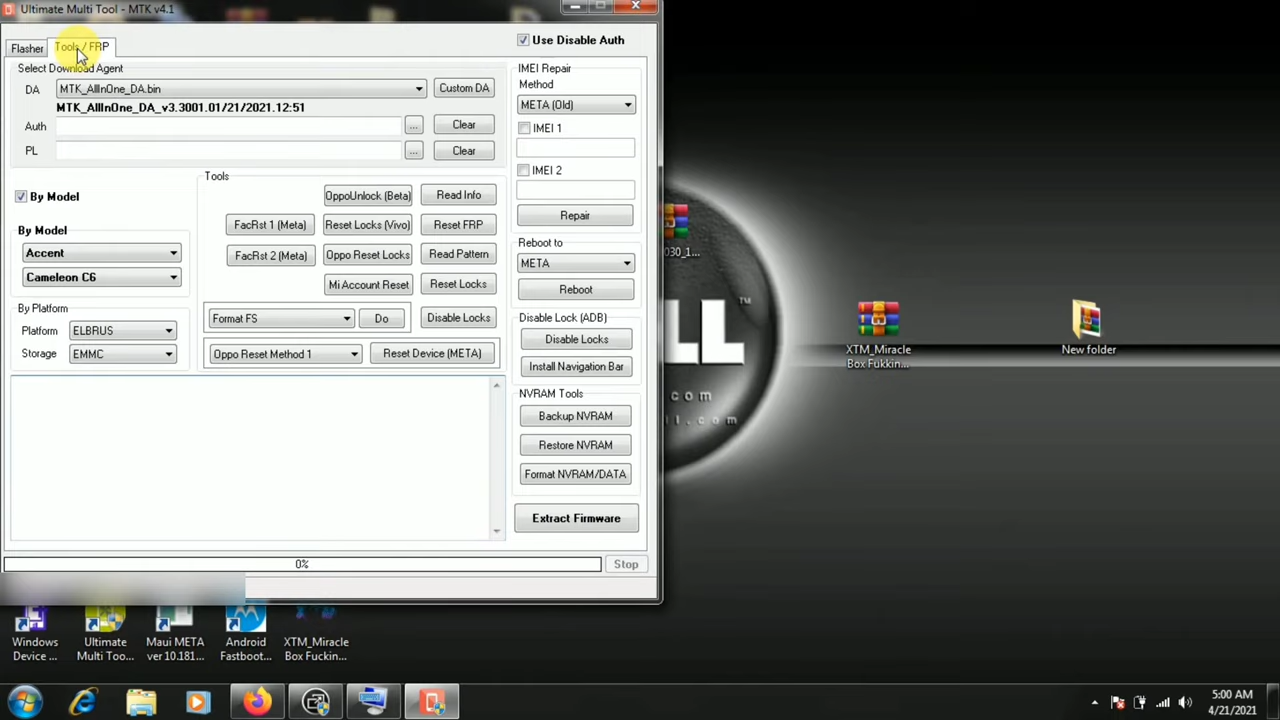 Ultimate Multi Tool - MTK v4.1
Flasher
Tools / FRP
Use Disable Auth
Select Download Agent
DA
MTK_AllInOne_DA.bin
Custom DA
MTK_AllInOne_DA_v3.3001.01/21/2021.12:51
Auth
...
Clear
PL
...
Clear
By Model
By Model
Accent
Cameleon C6
By Platform
Platform
ELBRUS
Storage
EMMC
Tools
OppoUnlock (Beta)
Read Info
FacRst 1 (Meta)
Reset Locks (Vivo)
Reset FRP
FacRst 2 (Meta)
Oppo Reset Locks
Read Pattern
Mi Account Reset
Reset Locks
Format FS
Do
Disable Locks
Oppo Reset Method 1
Reset Device (META)
IMEI Repair
Method
META (Old)
IMEI 1
IMEI 2
Repair
Reboot to
META
Reboot
Disable Lock (ADB)
Disable Locks
Install Navigation Bar
NVRAM Tools
Backup NVRAM
Restore NVRAM
Format NVRAM/DATA
Extract Firmware
0%
Stop
030_1...
LL
TM
.com
l.com
XTM_Miracle
Box Fukkin...
New folder
Windows
Device ...
Ultimate
Multi Too...
Maui META
ver 10.181...
Android
Fastboot...
XTM_Miracle
Box Fuckin...
5:00 AM
4/21/2021